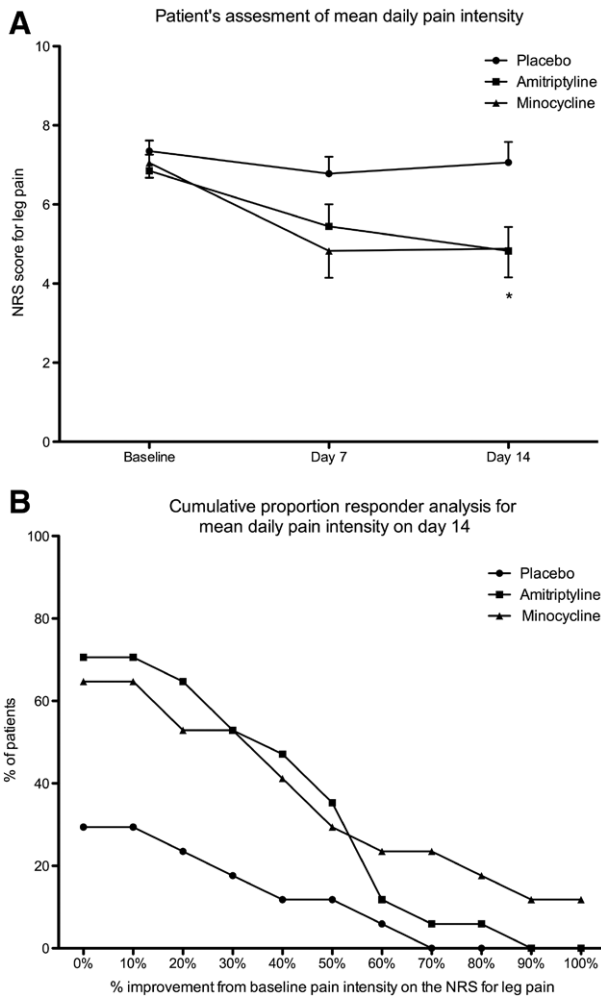 A
Patient's assesment of mean daily pain intensity
Placebo
Amitriptyline
Minocycline
NRS score for leg pain
10
8
6
4
2
0
*
Baseline Day 7 Day 14
B
Cumulative proportion responder analysis for
mean daily pain intensity on day 14
Placebo
Amitriptyline
Minocycline
% of patients
100
80
60
40
20
0
0% 10% 20% 30% 40% 50% 60% 70% 80% 90% 100%
% improvement from baseline pain intensity on the NRS for leg pain